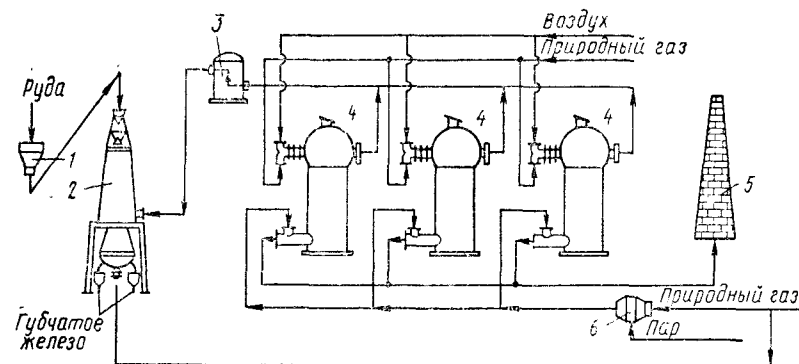 Воздух
Природный газ
3
Руда
4
4
4
1
2
5
Природный газ
6
Пар
Губчатое
железо